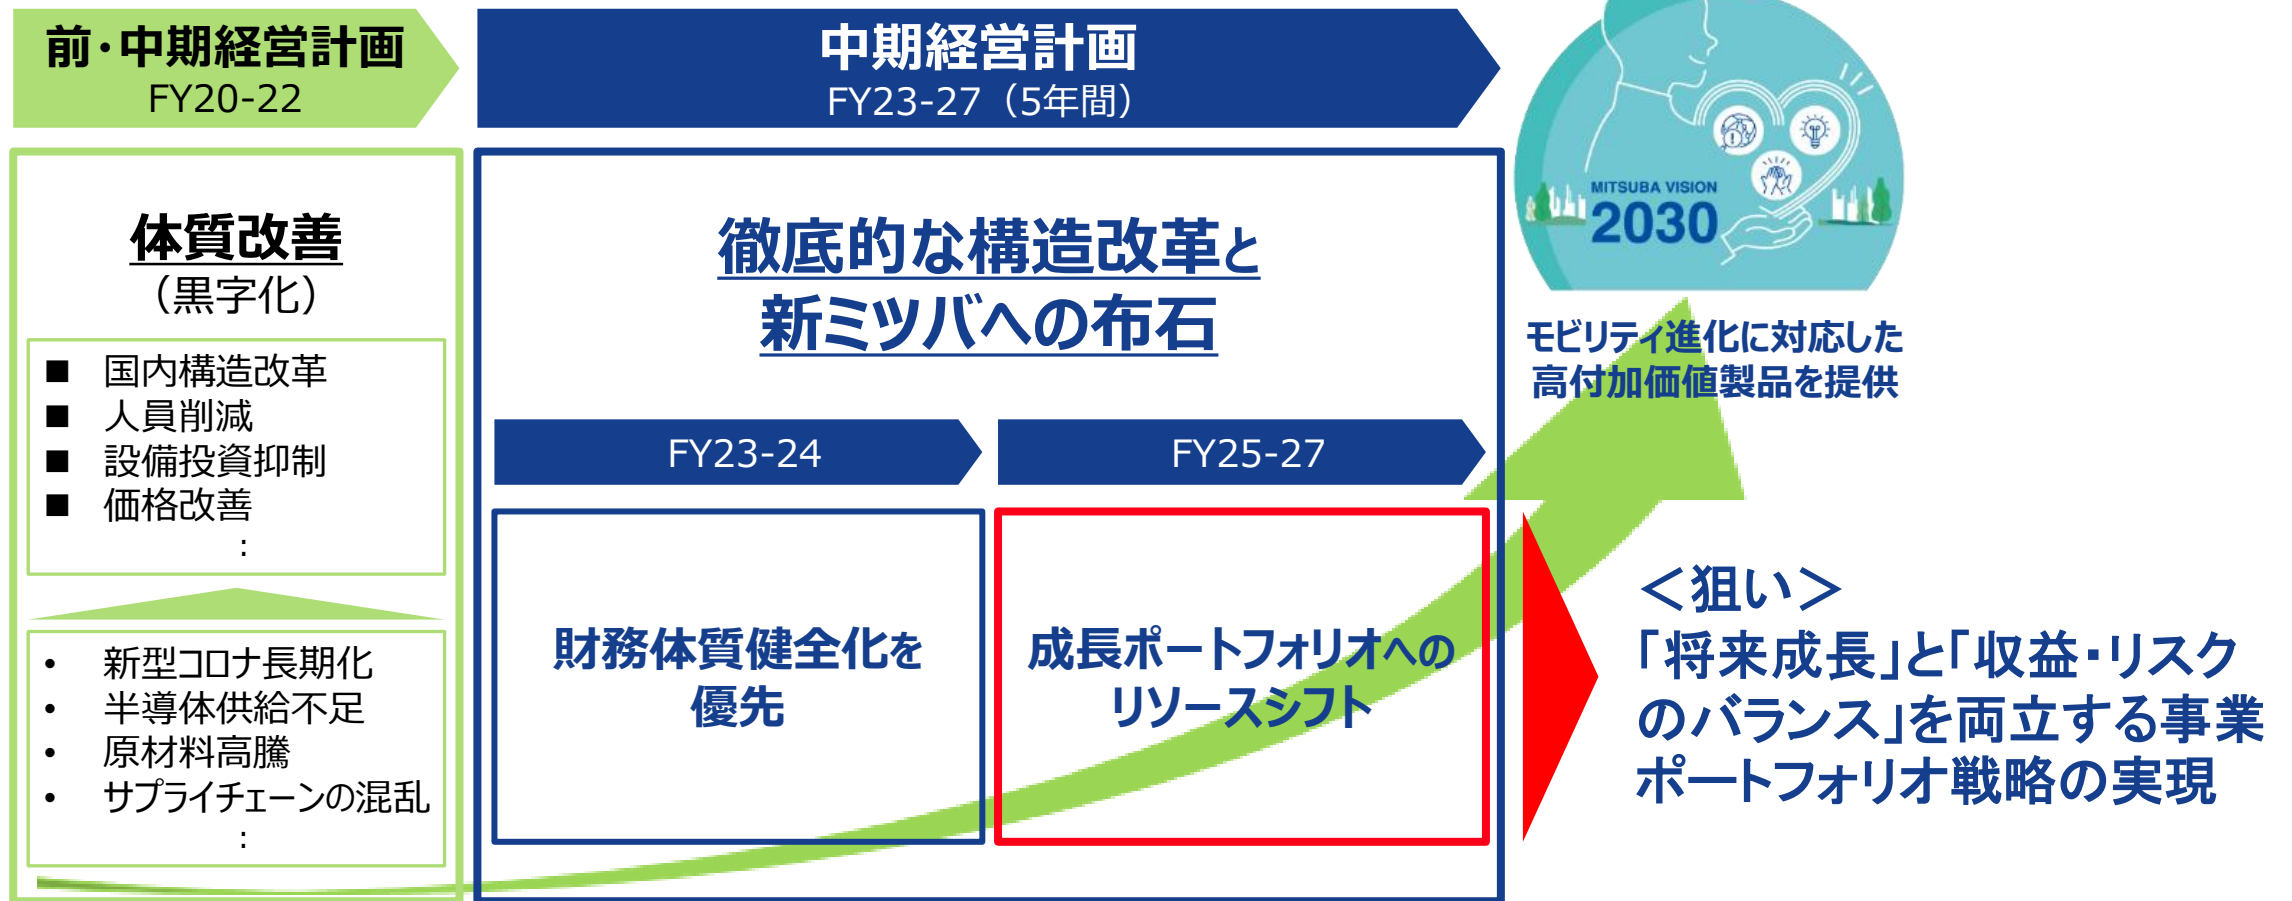 前・中期経営計画
FY20-22
体質改善
（黒字化）
■ 国内構造改革
■ 人員削減
■ 設備投資抑制
■ 価格改善
：
• 新型コロナ長期化
• 半導体供給不足
• 原材料高騰
• サプライチェーンの混乱
：
中期経営計画
FY23-27（5年間）
徹底的な構造改革と
新ミツバへの布石
FY23-24
財務体質健全化を
優先
FY25-27
成長ポートフォリオへの
リソースシフト
MITSUBA VISION
2030
モビリティ進化に対応した
高付加価値製品を提供
＜狙い＞
「将来成長」と「収益・リスク
のバランス」を両立する事業
ポートフォリオ戦略の実現